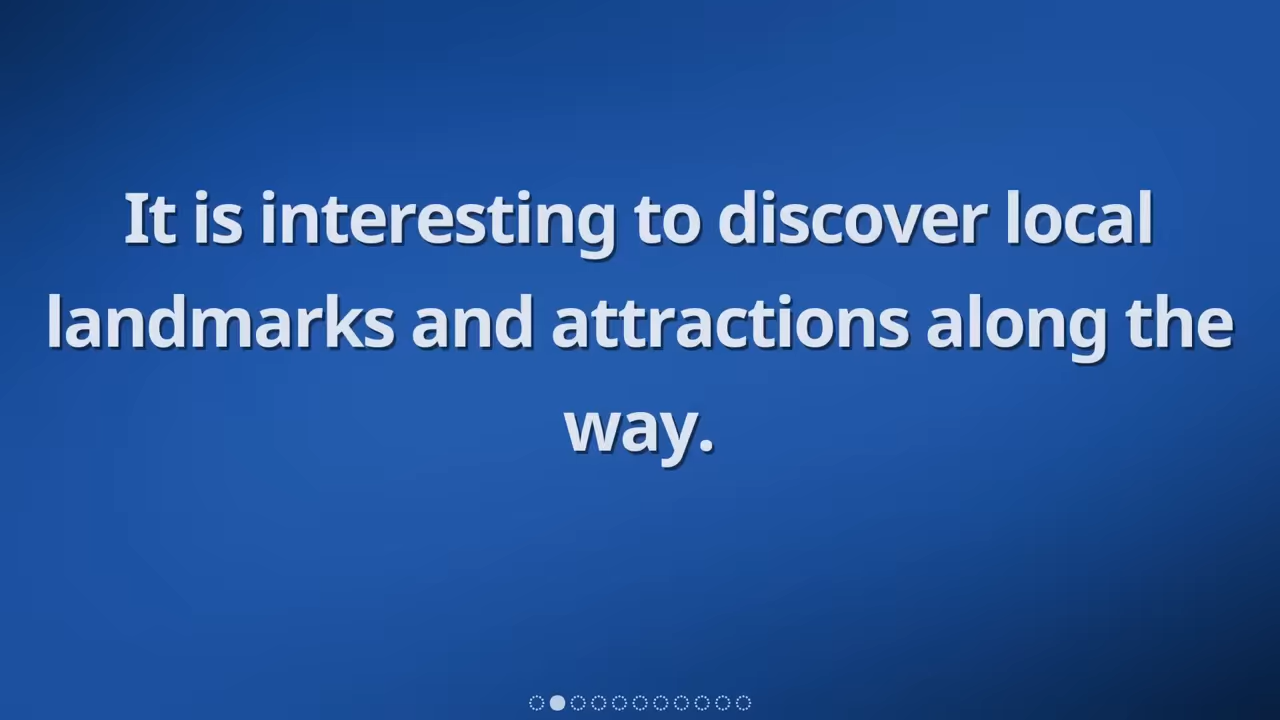 It is interesting to discover local
landmarks and attractions along the
way.